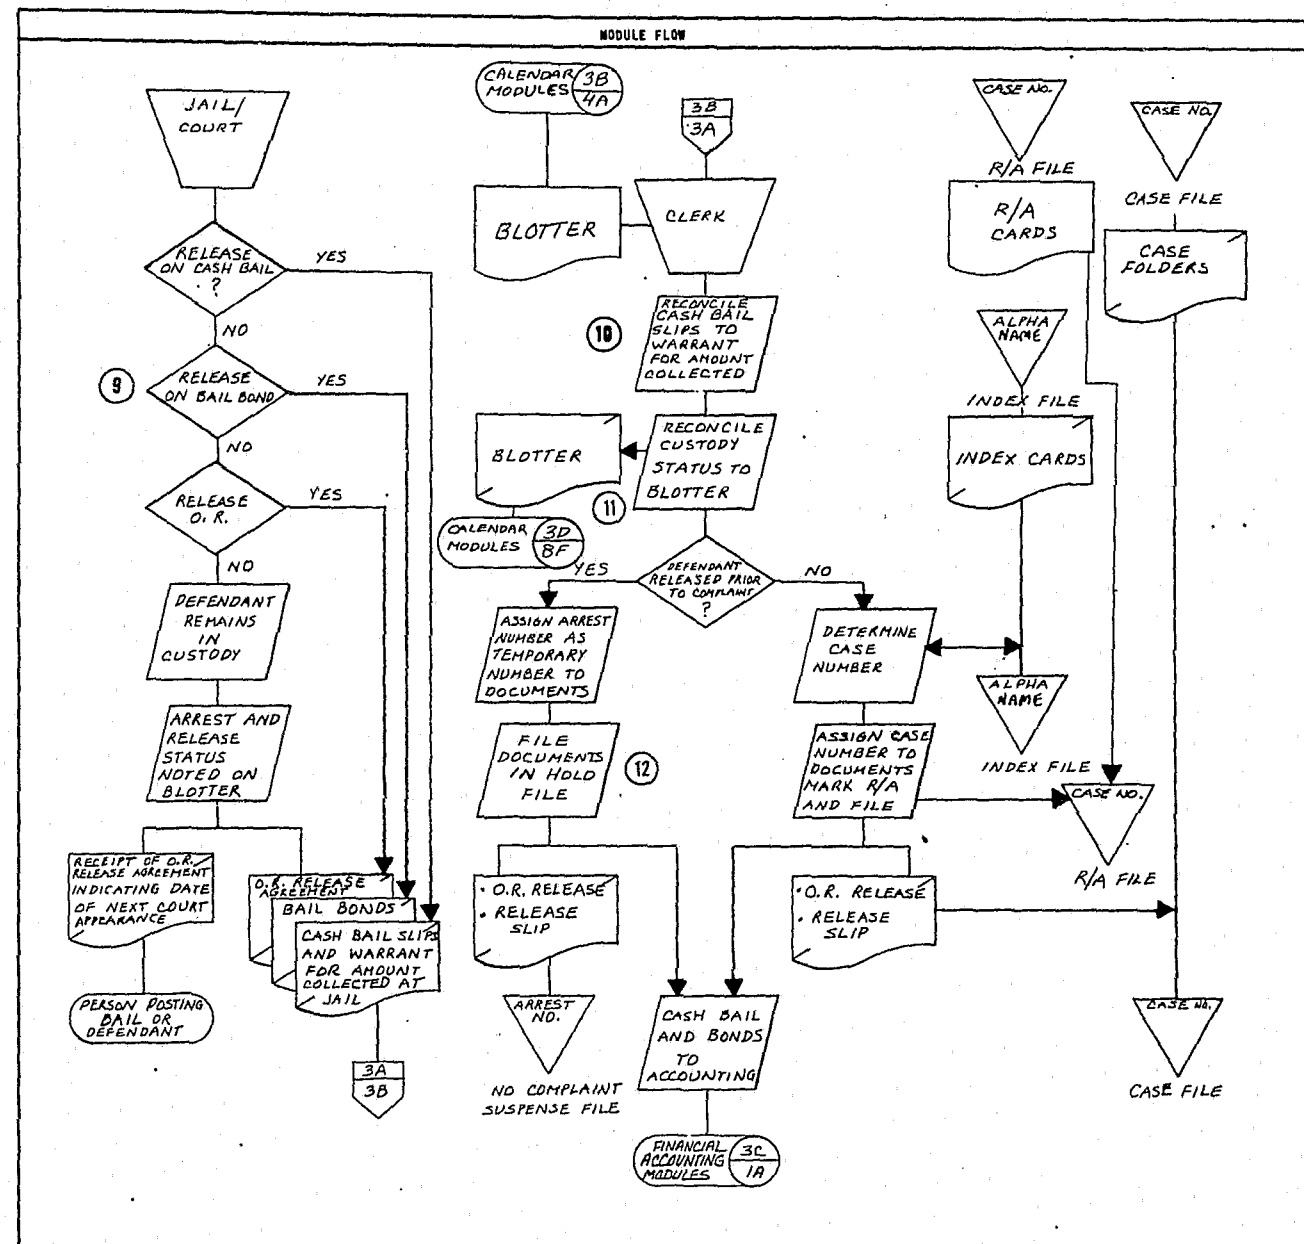 MODULE FLOW
JAIL/
COURT
RELEASE
ON CASH BAIL
?
YES
NO
9
RELEASE
ON BAIL BOND
YES
NO
RELEASE
O.R.
YES
NO
DEFENDANT
REMAINS
IN
CUSTODY
ARREST AND
RELEASE
STATUS
NOTED ON
BLOTTER
RECEIPT OF O.R.
RELEASE AGREEMENT
INDICATING DATE
OF NEXT COURT
APPEARANCE
PERSON POSTING
BAIL OR
DEFENDANT
O.R. RELEASE
AGREEMENT
BAIL BONDS
CASH BAIL SLIPS
AND WARRANT
FOR AMOUNT
COLLECTED AT
JAIL
3A
3B
CALENDAR
MODULES
3B
4A
3B
3A
BLOTTER
CLERK
10
RECONCILE
CASH BAIL
SLIPS TO
WARRANT
FOR AMOUNT
COLLECTED
BLOTTER
RECONCILE
CUSTODY
STATUS TO
BLOTTER
11
CALENDAR
MODULES
3D
8F
DEFENDANT
RELEASED PRIOR
TO COMPLAINT
?
YES
NO
ASSIGN ARREST
NUMBER AS
TEMPORARY
NUMBER TO
DOCUMENTS
FILE
DOCUMENTS
IN HOLD
FILE
12
• O.R. RELEASE
• RELEASE
SLIP
ARREST
NO.
NO COMPLAINT
SUSPENSE FILE
DETERMINE
CASE
NUMBER
ASSIGN CASE
NUMBER TO
DOCUMENTS
MARK R/A
AND FILE
• O.R. RELEASE
• RELEASE
SLIP
CASH BAIL
AND BONDS
TO
ACCOUNTING
FINANCIAL
ACCOUNTING
MODULES
3C
1A
CASE NO.
R/A FILE
R/A
CARDS
ALPHA
NAME
INDEX FILE
INDEX CARDS
ALPHA
NAME
INDEX FILE
CASE NO.
R/A FILE
CASE NO.
CASE FILE
CASE
FOLDERS
CASE NO.
CASE FILE